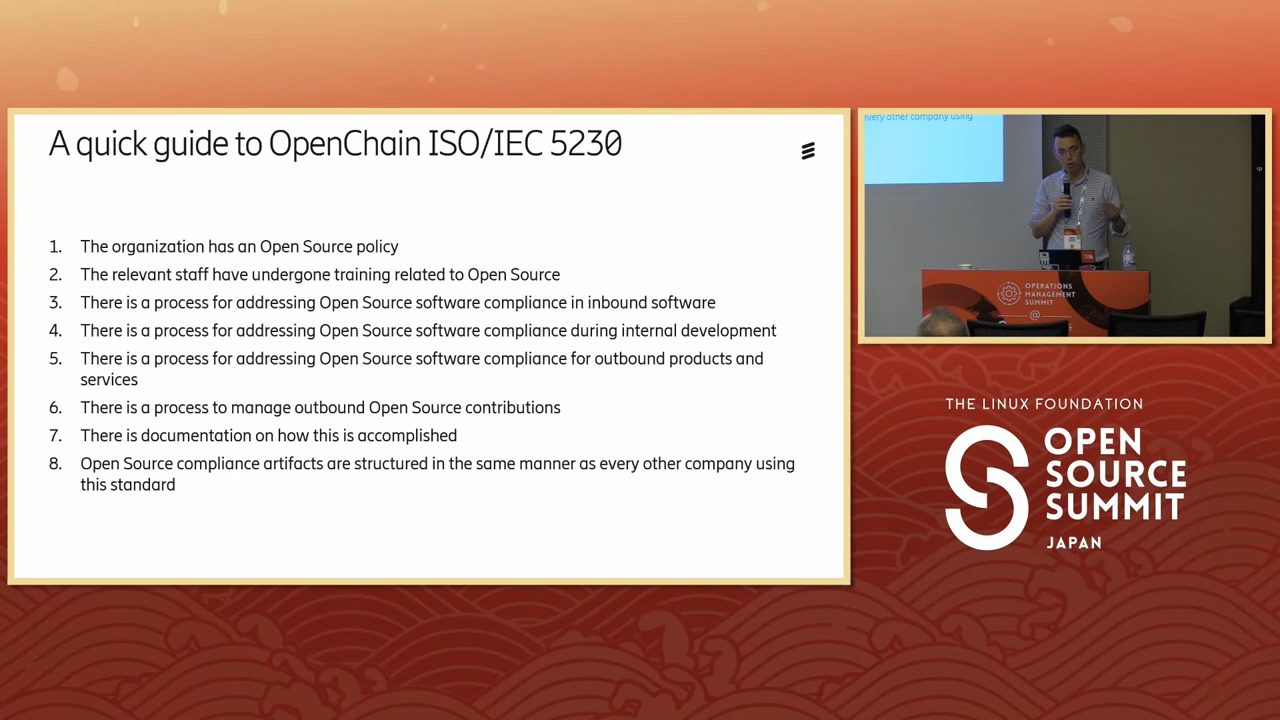 A quick guide to OpenChain ISO/IEC 5230
1. The organization has an Open Source policy
2. The relevant staff have undergone training related to Open Source
3. There is a process for addressing Open Source software compliance in inbound software
4. There is a process for addressing Open Source software compliance during internal development
5. There is a process for addressing Open Source software compliance for outbound products and
services
6. There is a process to manage outbound Open Source contributions
7. There is documentation on how this is accomplished
8. Open Source compliance artifacts are structured in the same manner as every other company using
this standard
every other company using
OPERATIONS
MANAGEMENT
SUMMIT
@
THE LINUX FOUNDATION
OPEN
SOURCE
SUMMIT
JAPAN